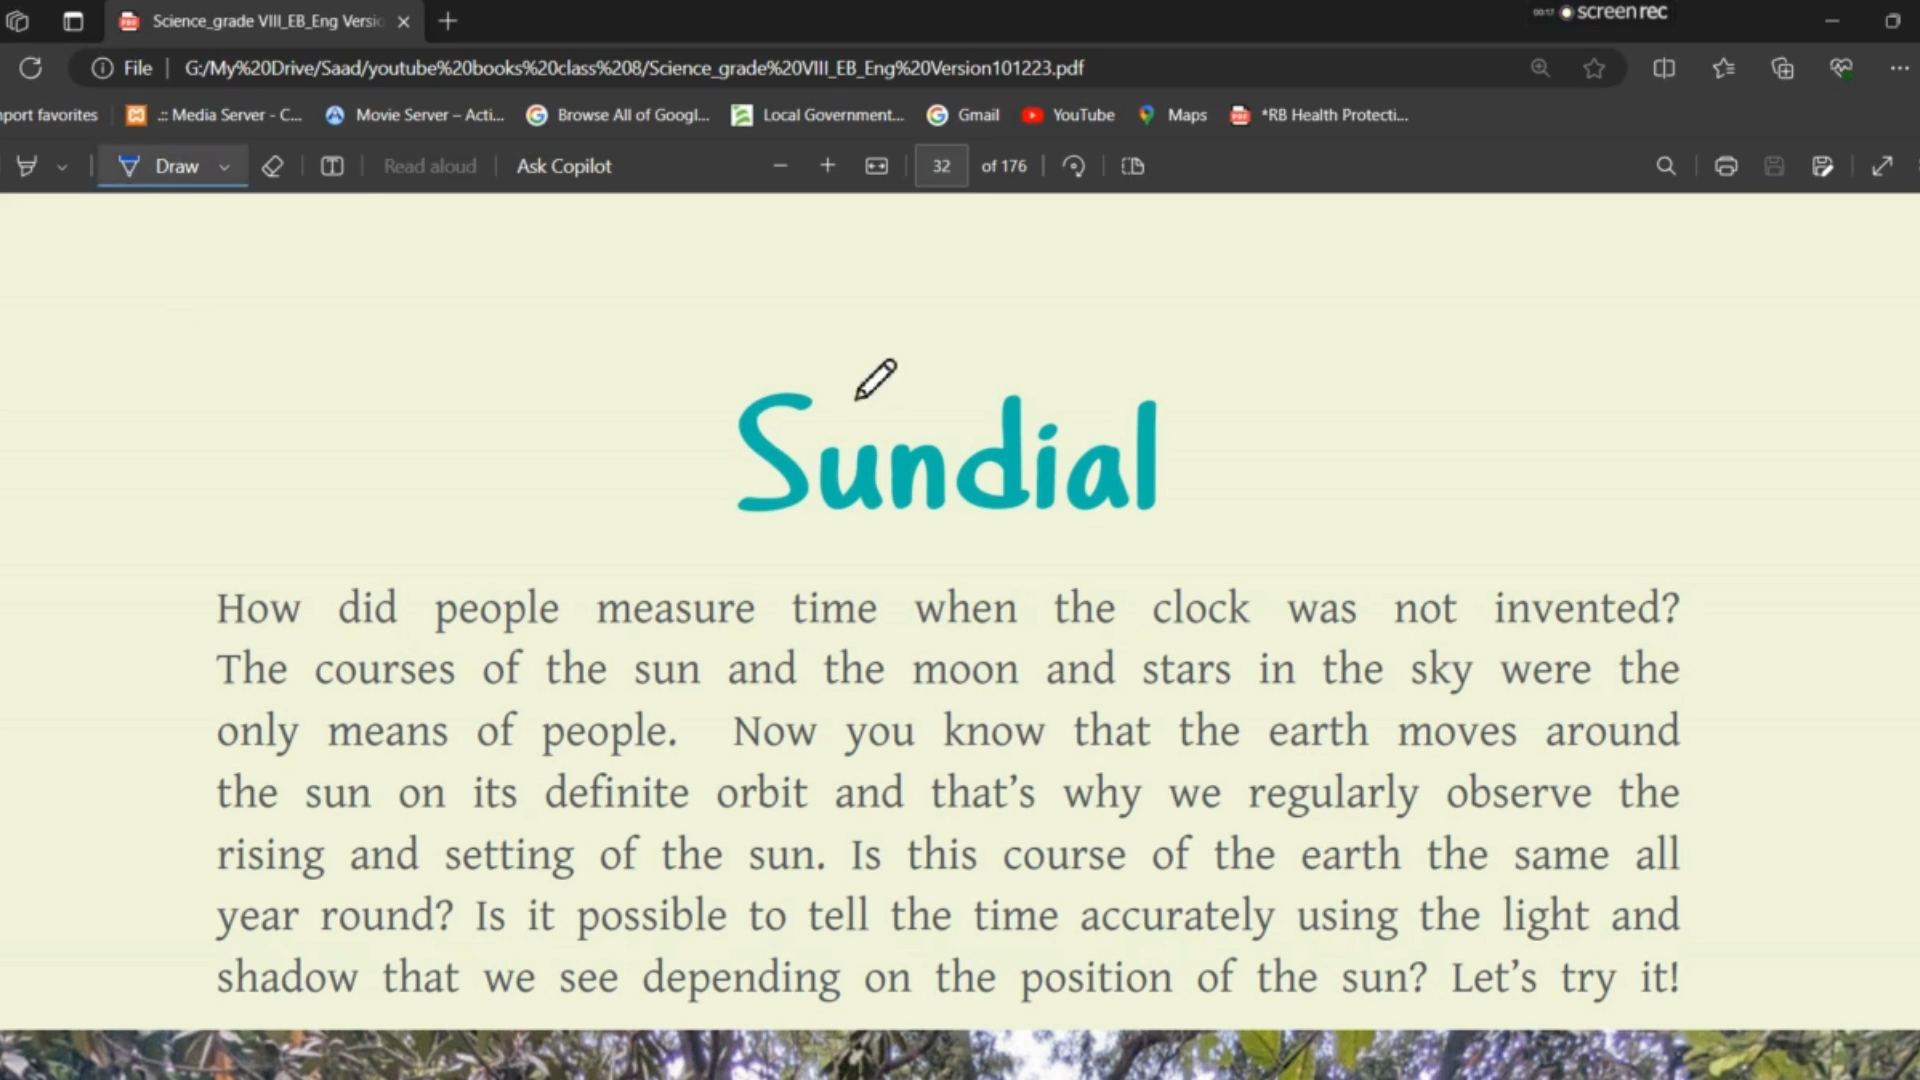 Science_grade VIII_EB_Eng Versio
00:17 screenrec
File G:/My%20Drive/Saad/youtube%20books%20class%208/Science_grade%20VIII_EB_Eng%20Version101223.pdf
port favorites .:: Media Server - C... Movie Server – Acti... Browse All of Googl... Local Government... Gmail YouTube Maps *RB Health Protecti...
Draw Read aloud Ask Copilot 32 of 176
Sundial
How did people measure time when the clock was not invented?
The courses of the sun and the moon and stars in the sky were the
only means of people. Now you know that the earth moves around
the sun on its definite orbit and that’s why we regularly observe the
rising and setting of the sun. Is this course of the earth the same all
year round? Is it possible to tell the time accurately using the light and
shadow that we see depending on the position of the sun? Let’s try it!